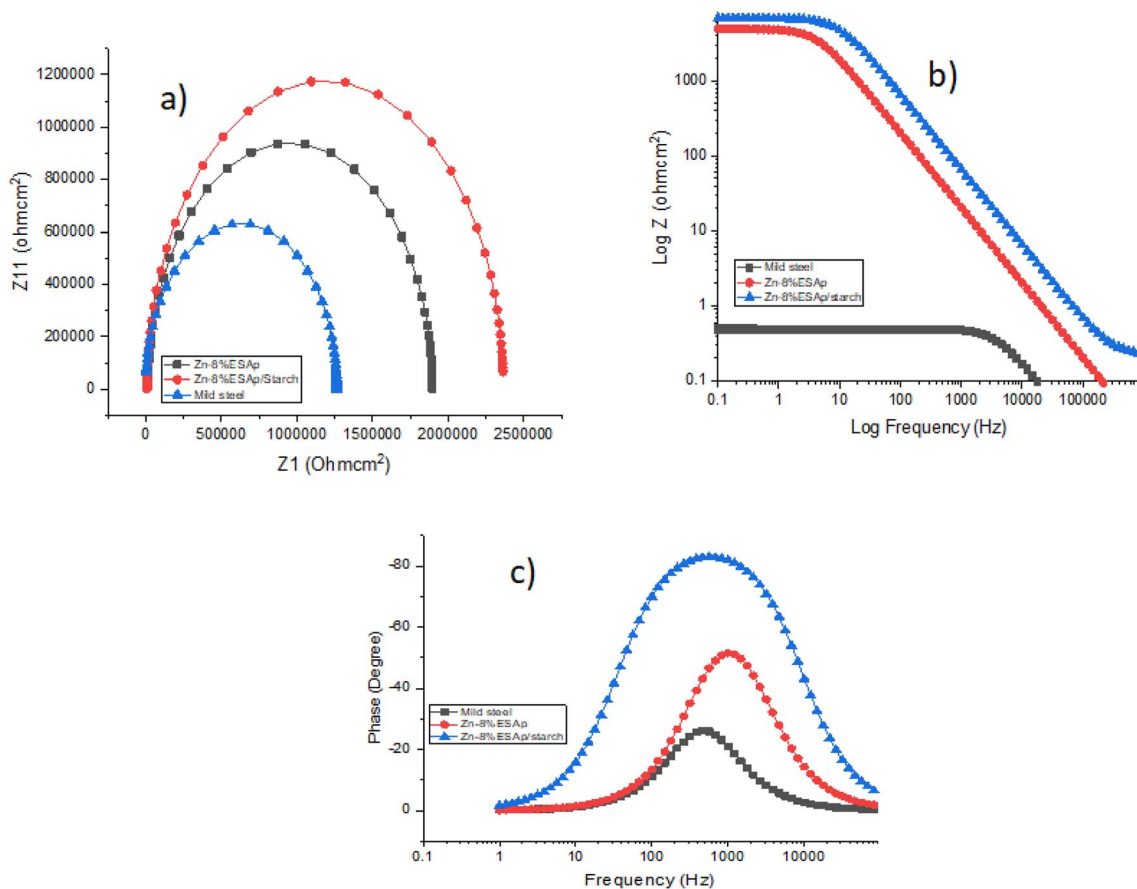 a)
Z11 (ohmcm²)
1200000
1000000
800000
600000
400000
200000
0
Zn-8%ESAp
Zn-8%ESAp/Starch
Mild steel
0 500000 1000000 1500000 2000000 2500000
Z1 (Ohmcm²)
b)
Log Z (ohmcm2)
1000
100
10
1
0.1
Mild steel
Zn-8%ESAp
Zn-8%ESAp/starch
0.1 1 10 100 1000 10000 100000
Log Frequency (Hz)
c)
Phase (Degree)
-80
-60
-40
-20
0
Mild steel
Zn-8%ESAp
Zn-8%ESAp/starch
0.1 1 10 100 1000 10000
Frequency (Hz)